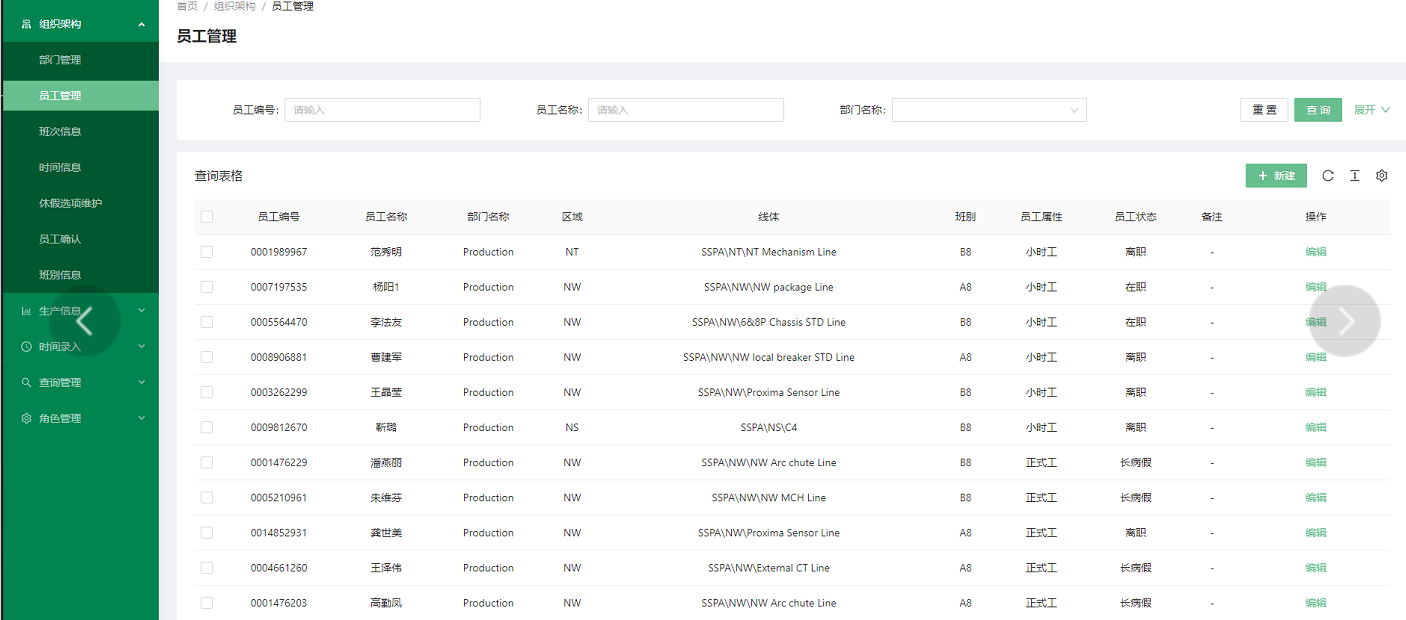 首页 / 组织架构 / 员工管理
员工管理
组织架构
部门管理
员工管理
班次信息
时间信息
休假选项维护
员工确认
班别信息
生产信息
时间录入
查询管理
角色管理
员工编号: 请输入 员工名称: 请输入 部门名称: 重 置 查 询 展开
查询表格 + 新建
员工编号 员工名称 部门名称 区域 线体 班别 员工属性 员工状态 备注 操作
0001989967 范秀明 Production NT SSPA\NT\NT Mechanism Line B8 小时工 离职 - 编辑
0007197535 杨阳1 Production NW SSPA\NW\NW package Line A8 小时工 在职 - 编辑
0005564470 李法友 Production NW SSPA\NW\6&8P Chassis STD Line B8 小时工 在职 - 编辑
0008906881 曹建军 Production NW SSPA\NW\NW local breaker STD Line A8 小时工 离职 - 编辑
0003262299 王晶莹 Production NW SSPA\NW\Proxima Sensor Line B8 小时工 离职 - 编辑
0009812670 靳璐 Production NS SSPA\NS\C4 B8 小时工 离职 - 编辑
0001476229 潘燕丽 Production NW SSPA\NW\NW Arc chute Line B8 正式工 长病假 - 编辑
0005210961 朱维芬 Production NW SSPA\NW\NW MCH Line B8 正式工 长病假 - 编辑
0014852931 龚世美 Production NW SSPA\NW\Proxima Sensor Line A8 正式工 离职 - 编辑
0004661260 王泽伟 Production NW SSPA\NW\External CT Line A8 正式工 长病假 - 编辑
0001476203 高勤凤 Production NW SSPA\NW\NW Arc chute Line A8 正式工 长病假 - 编辑